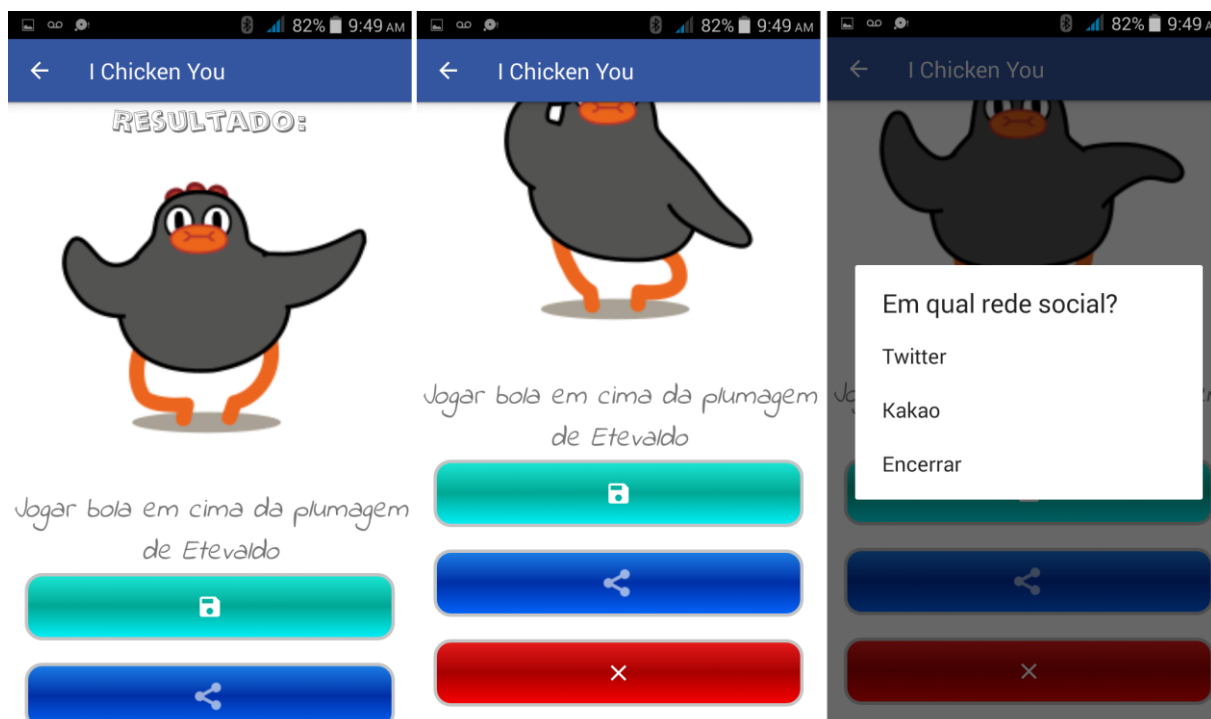 82% 9:49 AM
I Chicken You
RESULTADO:
Jogar bola em cima da plumagem
de Etevaldo
82% 9:49 AM
I Chicken You
Jogar bola em cima da plumagem
de Etevaldo
82% 9:49 A
I Chicken You
Em qual rede social?
Twitter
Kakao
Encerrar